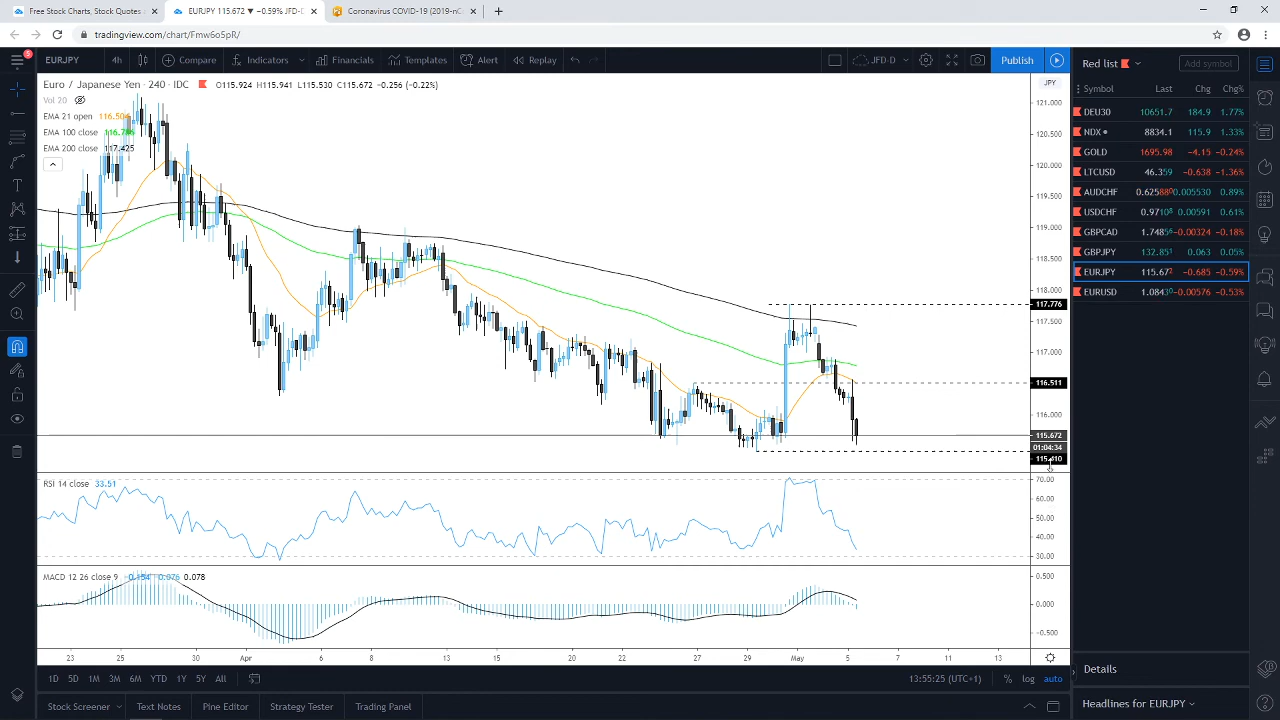 Free Stock Charts, Stock Quotes
EURJPY 115.672 ▼ −0.59% JFD-D
Coronavirus COVID-19 (2019-nC
tradingview.com/chart/Fmw6o5pR/
EURJPY 4h Compare Indicators Financials Templates Alert Replay JFD-D Publish
Euro / Japanese Yen · 240 · IDC O115.924 H115.941 L115.530 C115.672 −0.256 (−0.22%)
Vol 20
EMA 21 open
EMA 100 close
EMA 200 close 117.425
JPY
121.000
120.500
120.000
119.500
119.000
118.500
118.000
117.776
117.500
117.000
116.511
116.000
115.672
01:04:34
115.410
RSI 14 close 33.51
70.00
60.00
50.00
40.00
30.00
MACD 12 26 close 9 −0.154 0.076 0.078
0.500
0.000
−0.500
23 25 30 Apr 6 8 13 15 20 22 27 29 May 5 7 11 13
1D 5D 1M 3M 6M YTD 1Y 5Y All 13:55:25 (UTC+1) % log auto
Stock Screener Text Notes Pine Editor Strategy Tester Trading Panel
Red list Add symbol
Symbol Last Chg Chg%
DEU30 10651.7 184.9 1.77%
NDX 8834.1 115.9 1.33%
GOLD 1695.98 −4.15 −0.24%
LTCUSD 46.359 −0.638 −1.36%
AUDCHF 0.62588⁰ 0.005530 0.89%
USDCHF 0.9710⁸ 0.00591 0.61%
GBPCAD 1.7485⁶ −0.00324 −0.18%
GBPJPY 132.85¹ 0.063 0.05%
EURJPY 115.67² −0.685 −0.59%
EURUSD 1.0843⁰ −0.00576 −0.53%
Details
Headlines for EURJPY